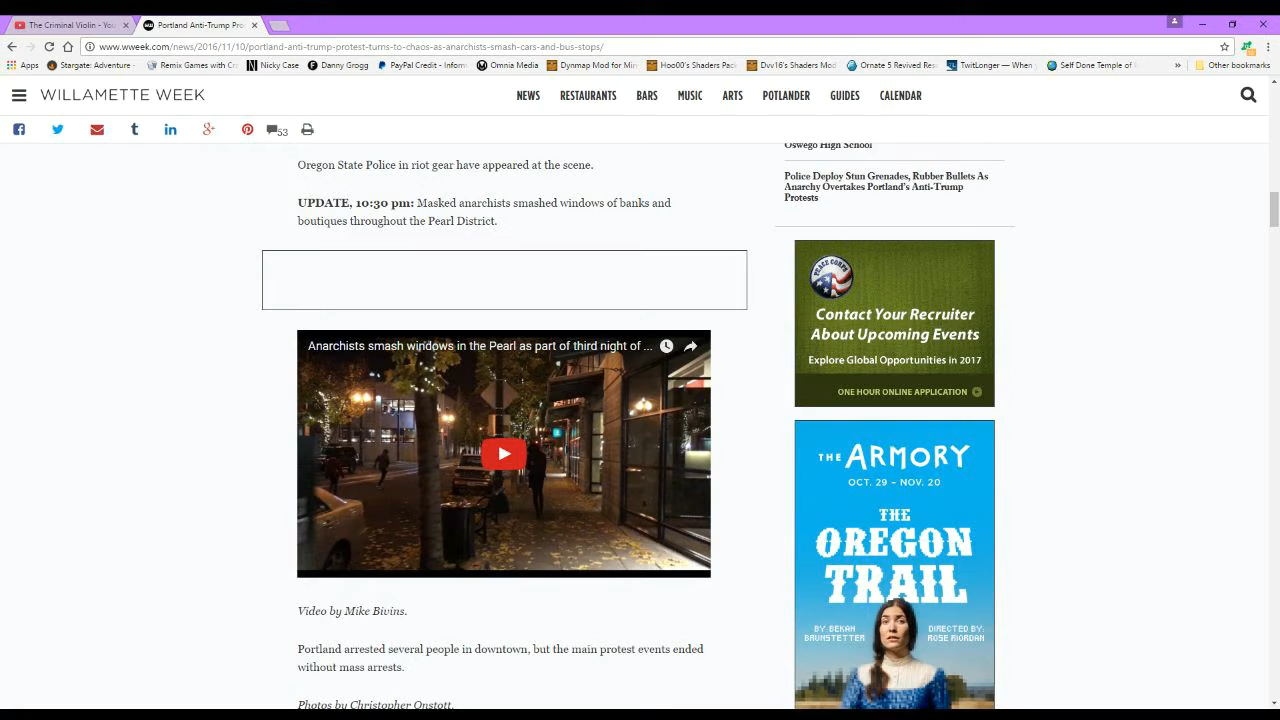 The Criminal Violin - You
Portland Anti-Trump Pro
www.wweek.com/news/2016/11/10/portland-anti-trump-protest-turns-to-chaos-as-anarchists-smash-cars-and-bus-stops/
Apps
Stargate: Adventure
Remix Games with Cr
Nicky Case
Danny Grogg
PayPal Credit - Inform
Omnia Media
Dynmap Mod for Min
Hoo00's Shaders Pack
Dvv16's Shaders Mod
Ornate 5 Revived Res
TwitLonger — When y
Self Done Temple of
»
Other bookmarks
WILLAMETTE WEEK
NEWS
RESTAURANTS
BARS
MUSIC
ARTS
POTLANDER
GUIDES
CALENDAR
53
Oregon State Police in riot gear have appeared at the scene.
UPDATE, 10:30 pm: Masked anarchists smashed windows of banks and
boutiques throughout the Pearl District.
Anarchists smash windows in the Pearl as part of third night of ...
Video by Mike Bivins.
Portland arrested several people in downtown, but the main protest events ended
without mass arrests.
Photos by Christopher Onstott.
Oswego High School
Police Deploy Stun Grenades, Rubber Bullets As
Anarchy Overtakes Portland's Anti-Trump
Protests
PEACE CORPS
Contact Your Recruiter
About Upcoming Events
Explore Global Opportunities in 2017
ONE HOUR ONLINE APPLICATION
THE ARMORY
OCT. 29 – NOV. 20
THE
OREGON
TRAIL
BY: BEKAH
BRUNSTETTER
DIRECTED BY:
ROSE RIORDAN